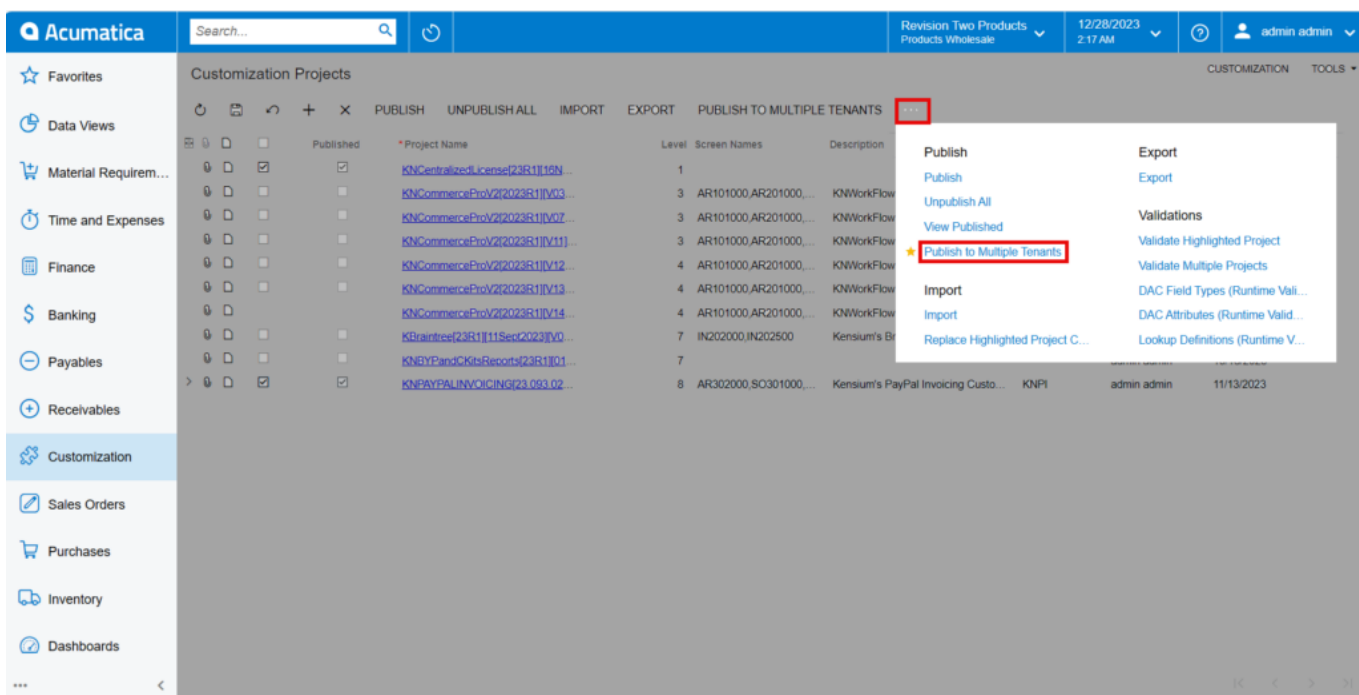 Acumatica
Search...
Revision Two Products
Products Wholesale
12/28/2023
2:17 AM
admin admin
Favorites
Data Views
Material Requirem...
Time and Expenses
Finance
Banking
Payables
Receivables
Customization
Sales Orders
Purchases
Inventory
Dashboards
Customization Projects
CUSTOMIZATION TOOLS
PUBLISH UNPUBLISH ALL IMPORT EXPORT PUBLISH TO MULTIPLE TENANTS ...
Published *Project Name Level Screen Names Description
KNCentralizedLicense[23R1][16N... 1
KNCommerceProV2[2023R1][V03... 3 AR101000,AR201000,... KNWorkFlow
KNCommerceProV2[2023R1][V07... 3 AR101000,AR201000,... KNWorkFlow
KNCommerceProV2[2023R1][V11]... 3 AR101000,AR201000,... KNWorkFlow
KNCommerceProV2[2023R1][V12... 4 AR101000,AR201000,... KNWorkFlow
KNCommerceProV2[2023R1][V13... 4 AR101000,AR201000,... KNWorkFlow
KNCommerceProV2[2023R1][V14... 4 AR101000,AR201000,... KNWorkFlow
KBraintree[23R1][11Sept2023][V0... 7 IN202000,IN202500 Kensium's Br
KNBYPandCKitsReports[23R1][01... 7
KNPAYPALINVOICING[23.093.02... 8 AR302000,SO301000,... Kensium's PayPal Invoicing Custo... KNPI admin admin 11/13/2023
Publish
Publish
Unpublish All
View Published
Publish to Multiple Tenants
Import
Import
Replace Highlighted Project C...
Export
Export
Validations
Validate Highlighted Project
Validate Multiple Projects
DAC Field Types (Runtime Vali...
DAC Attributes (Runtime Valid...
Lookup Definitions (Runtime V...